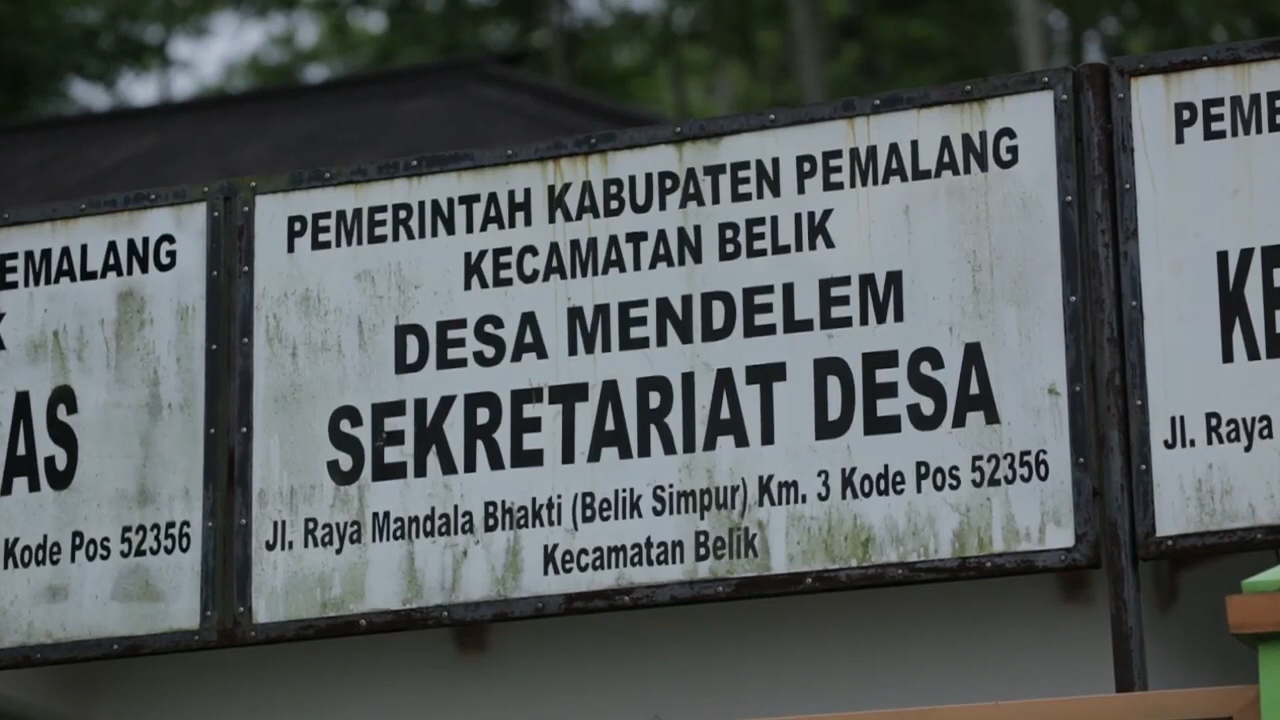 EMALANG
AS
Kode Pos 52356
PEMERINTAH KABUPATEN PEMALANG
KECAMATAN BELIK
DESA MENDELEM
SEKRETARIAT DESA
Jl. Raya Mandala Bhakti (Belik Simpur) Km. 3 Kode Pos 52356
Kecamatan Belik
PEME
KE
Jl. Raya